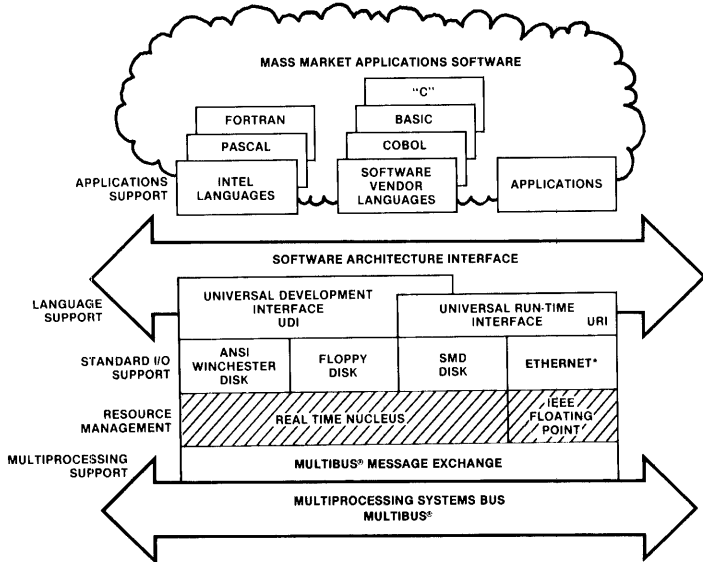 MASS MARKET APPLICATIONS SOFTWARE
"C"
FORTRAN
BASIC
PASCAL
COBOL
APPLICATIONS
SUPPORT
INTEL
LANGUAGES
SOFTWARE
VENDOR
LANGUAGES
APPLICATIONS
SOFTWARE ARCHITECTURE INTERFACE
LANGUAGE
SUPPORT
UNIVERSAL DEVELOPMENT
INTERFACE
UDI
UNIVERSAL RUN-TIME
INTERFACE URI
STANDARD I/O
SUPPORT
ANSI
WINCHESTER
DISK
FLOPPY
DISK
SMD
DISK
ETHERNET*
RESOURCE
MANAGEMENT
REAL TIME NUCLEUS
IEEE
FLOATING
POINT
MULTIPROCESSING
SUPPORT
MULTIBUS® MESSAGE EXCHANGE
MULTIPROCESSING SYSTEMS BUS
MULTIBUS®